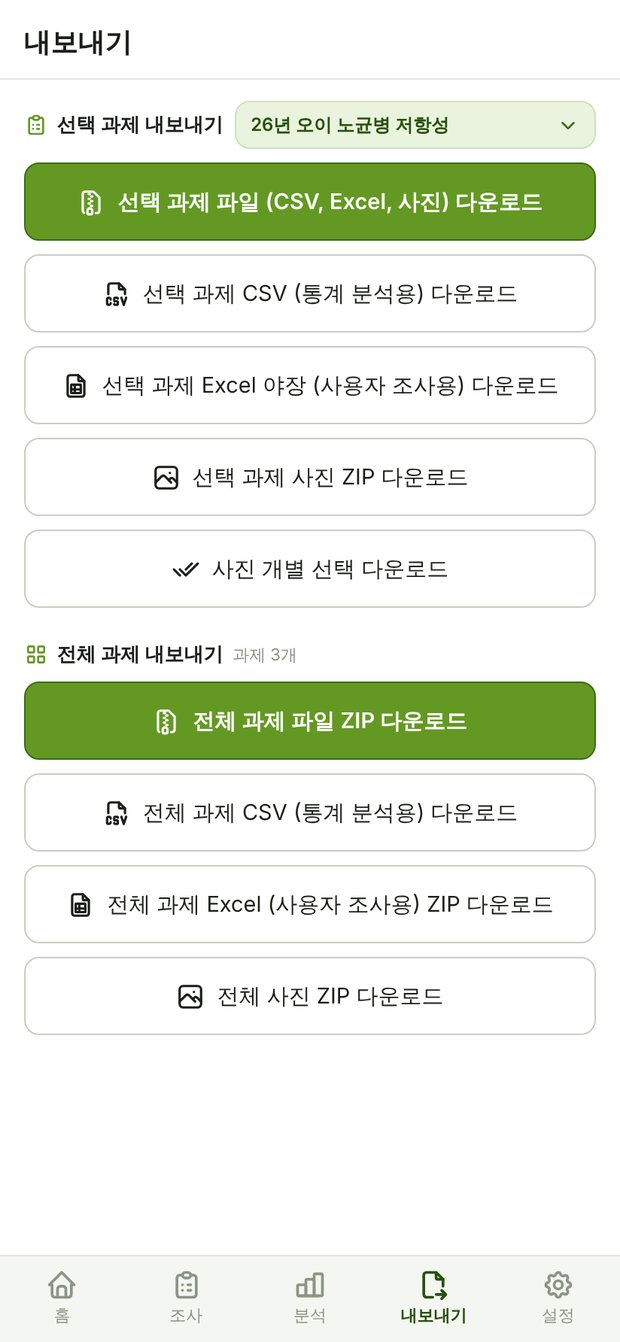 내보내기
선택 과제 내보내기
26년 오이 노균병 저항성
선택 과제 파일 (CSV, Excel, 사진) 다운로드
CSV 선택 과제 CSV (통계 분석용) 다운로드
선택 과제 Excel 야장 (사용자 조사용) 다운로드
선택 과제 사진 ZIP 다운로드
사진 개별 선택 다운로드
전체 과제 내보내기 과제 3개
전체 과제 파일 ZIP 다운로드
CSV 전체 과제 CSV (통계 분석용) 다운로드
전체 과제 Excel (사용자 조사용) ZIP 다운로드
전체 사진 ZIP 다운로드
홈 조사 분석 내보내기 설정